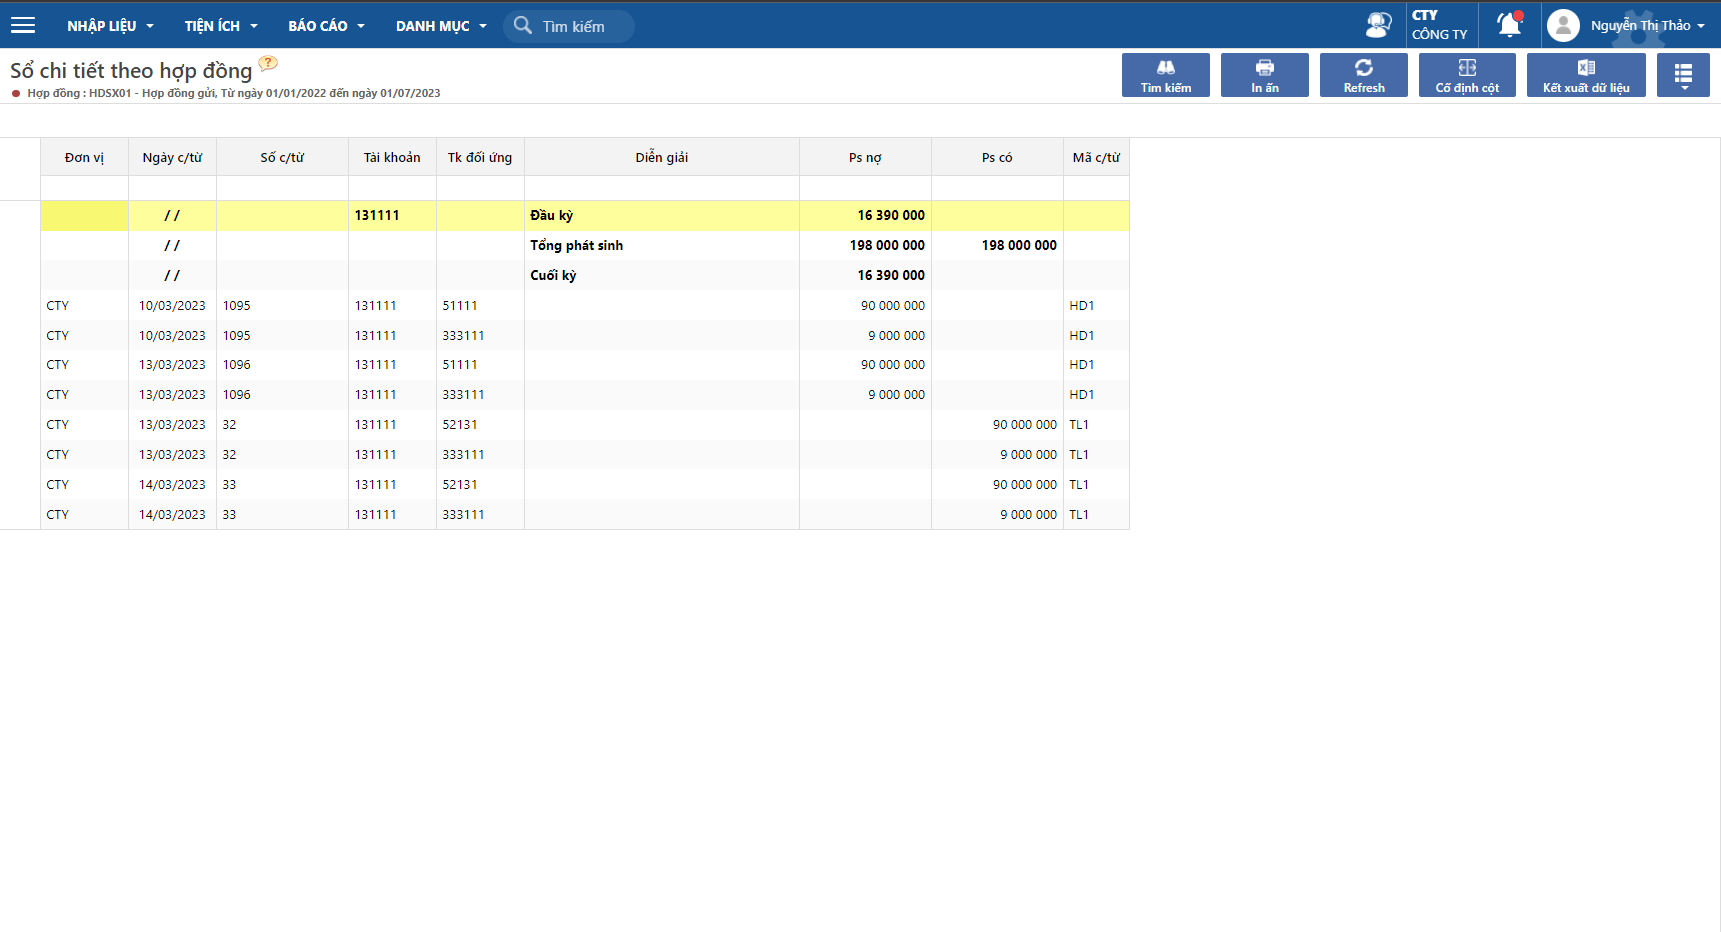 NHẬP LIỆU TIỆN ÍCH BÁO CÁO DANH MỤC Tìm kiếm CTY CÔNG TY Nguyễn Thị Thảo
Sổ chi tiết theo hợp đồng ?
Hợp đồng : HDSX01 - Hợp đồng gửi, Từ ngày 01/01/2022 đến ngày 01/07/2023
Tìm kiếm In ấn Refresh Cố định cột Kết xuất dữ liệu
Đơn vị Ngày c/từ Số c/từ Tài khoản Tk đối ứng Diễn giải Ps nợ Ps có Mã c/từ
/ / 131111 Đầu kỳ 16 390 000
/ / Tổng phát sinh 198 000 000 198 000 000
/ / Cuối kỳ 16 390 000
CTY 10/03/2023 1095 131111 51111 90 000 000 HD1
CTY 10/03/2023 1095 131111 333111 9 000 000 HD1
CTY 13/03/2023 1096 131111 51111 90 000 000 HD1
CTY 13/03/2023 1096 131111 333111 9 000 000 HD1
CTY 13/03/2023 32 131111 52131 90 000 000 TL1
CTY 13/03/2023 32 131111 333111 9 000 000 TL1
CTY 14/03/2023 33 131111 52131 90 000 000 TL1
CTY 14/03/2023 33 131111 333111 9 000 000 TL1